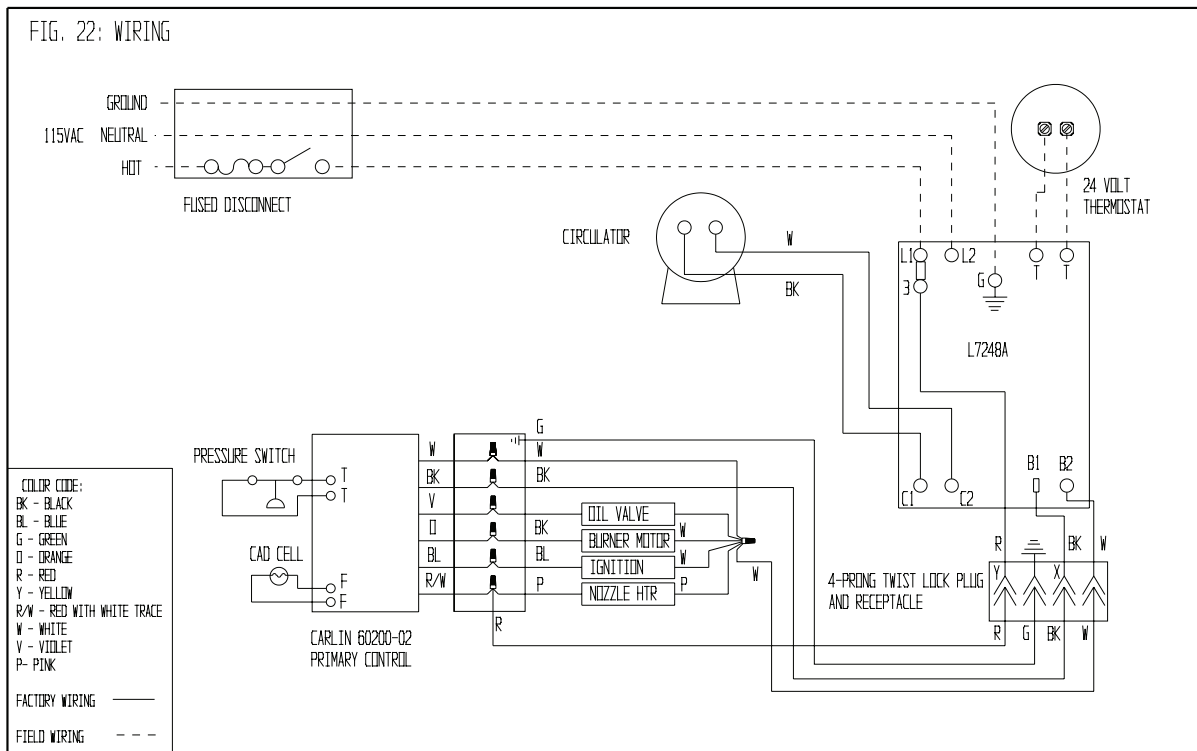 FIG. 22: WIRING
GROUND
115VAC NEUTRAL
HOT
FUSED DISCONNECT
24 VOLT
THERMOSTAT
CIRCULATOR
W
BK
L1 L2 T T
G
3
L7248A
B1 B2
C1 C2
PRESSURE SWITCH
T
T
CAD CELL
F
F
CARLIN 60200-02
PRIMARY CONTROL
W
BK
V
O
BL
R/W
G
W
BK
BK
BL
P
R
OIL VALVE
BURNER MOTOR
IGNITION
NOZZLE HTR
W
W
P
W
R BK W
Y X
4-PRONG TWIST LOCK PLUG
AND RECEPTACLE
R G BK W
COLOR CODE:
BK - BLACK
BL - BLUE
G - GREEN
O - ORANGE
R - RED
Y - YELLOW
R/W - RED WITH WHITE TRACE
W - WHITE
V - VIOLET
P- PINK
FACTORY WIRING
FIELD WIRING